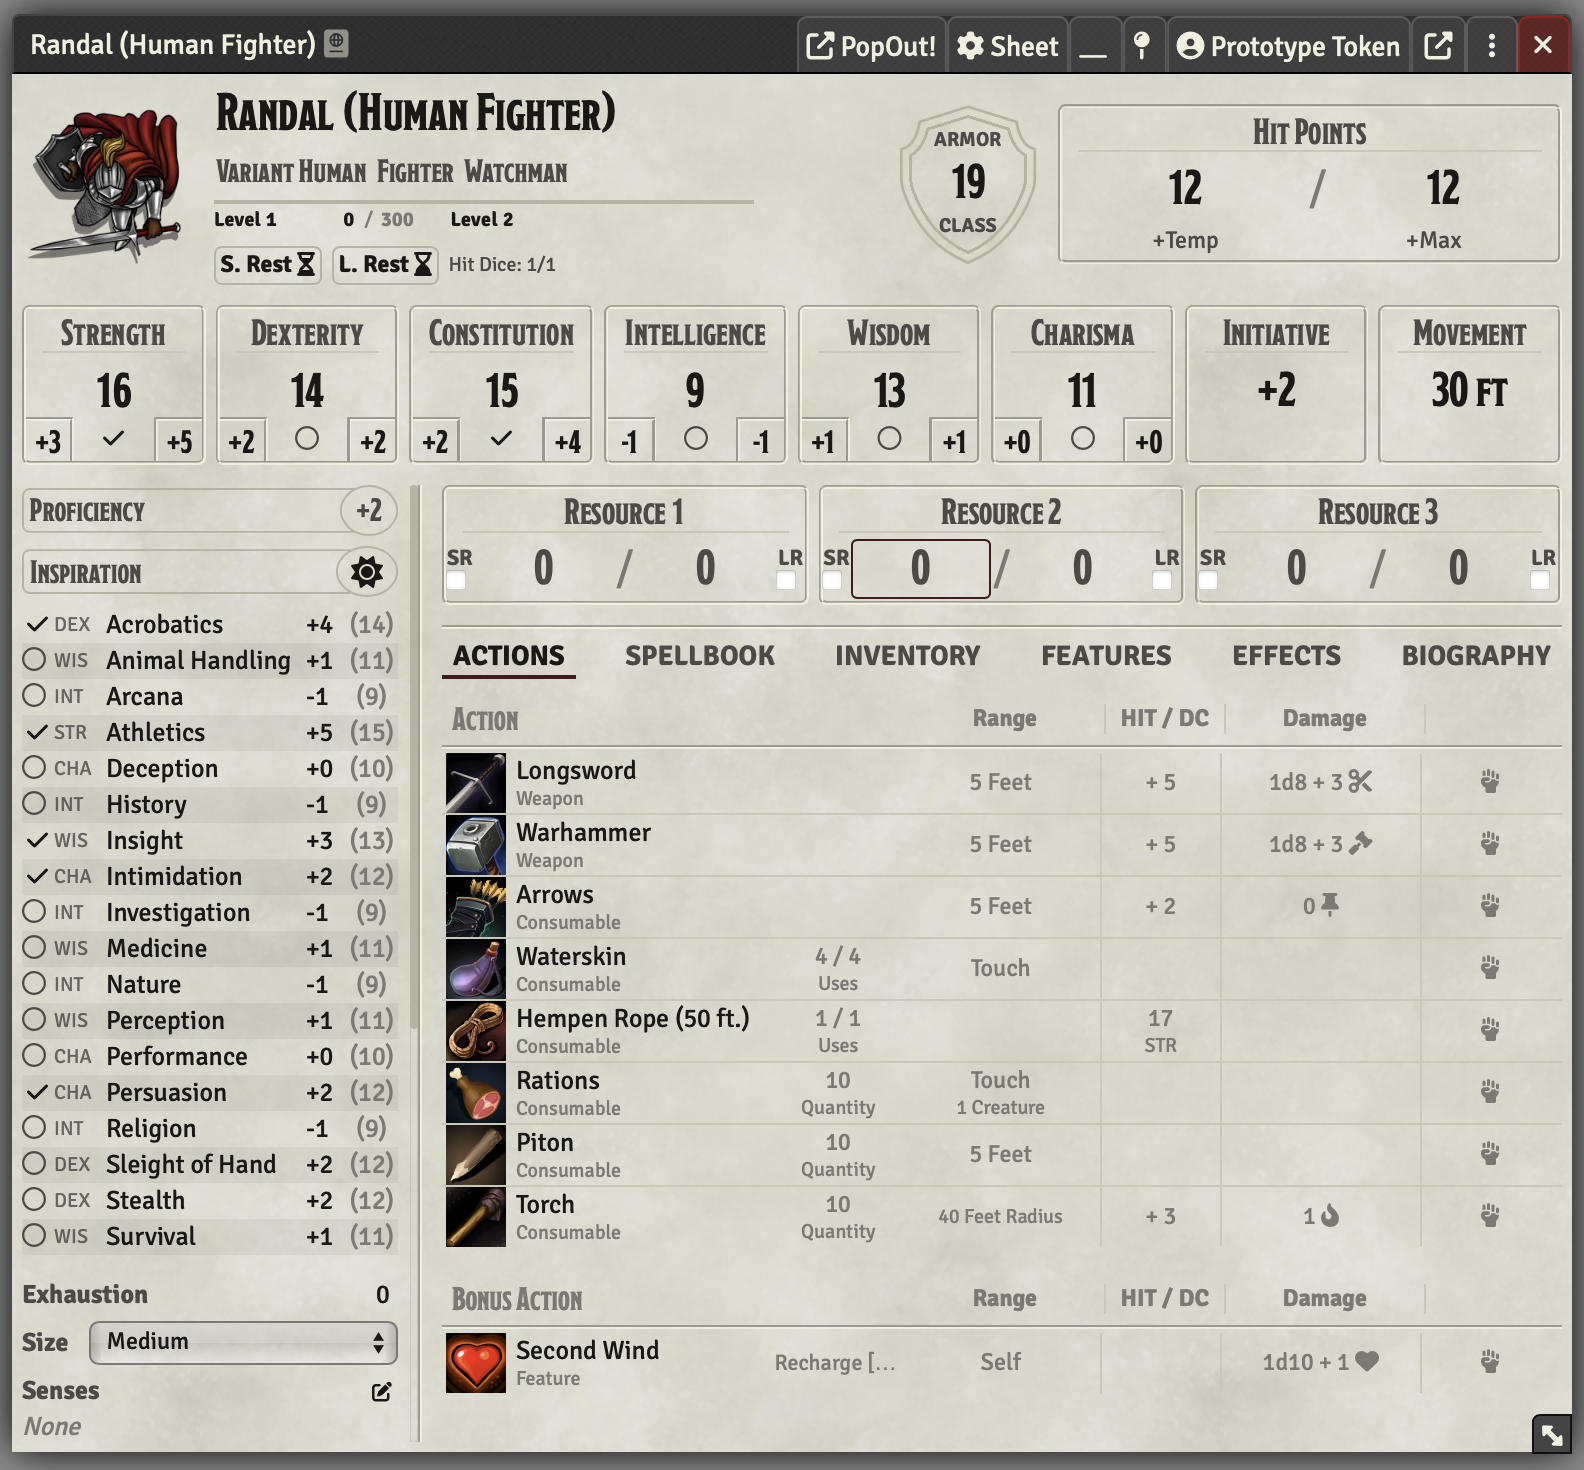 Randal (Human Fighter)
PopOut! Sheet Prototype Token
Randal (Human Fighter)
Variant Human Fighter Watchman
Level 1 0 / 300 Level 2
S. Rest L. Rest Hit Dice: 1/1
ARMOR
19
CLASS
Hit Points
12 / 12
+Temp +Max
Strength Dexterity Constitution Intelligence Wisdom Charisma Initiative Movement
16 14 15 9 13 11 +2 30 ft
+3 +5 +2 +2 +2 +4 -1 -1 +1 +1 +0 +0
Proficiency +2
Inspiration
DEX Acrobatics +4 (14)
WIS Animal Handling +1 (11)
INT Arcana -1 (9)
STR Athletics +5 (15)
CHA Deception +0 (10)
INT History -1 (9)
WIS Insight +3 (13)
CHA Intimidation +2 (12)
INT Investigation -1 (9)
WIS Medicine +1 (11)
INT Nature -1 (9)
WIS Perception +1 (11)
CHA Performance +0 (10)
CHA Persuasion +2 (12)
INT Religion -1 (9)
DEX Sleight of Hand +2 (12)
DEX Stealth +2 (12)
WIS Survival +1 (11)
Exhaustion 0
Size Medium
Senses
None
Resource 1 Resource 2 Resource 3
SR 0 / 0 LR SR 0 / 0 LR SR 0 / 0 LR
ACTIONS SPELLBOOK INVENTORY FEATURES EFFECTS BIOGRAPHY
Action Range HIT / DC Damage
Longsword 5 Feet + 5 1d8 + 3
Weapon
Warhammer 5 Feet + 5 1d8 + 3
Weapon
Arrows 5 Feet + 2 0
Consumable
Waterskin 4 / 4 Touch
Consumable Uses
Hempen Rope (50 ft.) 1 / 1 17
Consumable Uses STR
Rations 10 Touch
Consumable Quantity 1 Creature
Piton 10 5 Feet
Consumable Quantity
Torch 10 40 Feet Radius + 3 1
Consumable Quantity
Bonus Action Range HIT / DC Damage
Second Wind Recharge [... Self 1d10 + 1
Feature